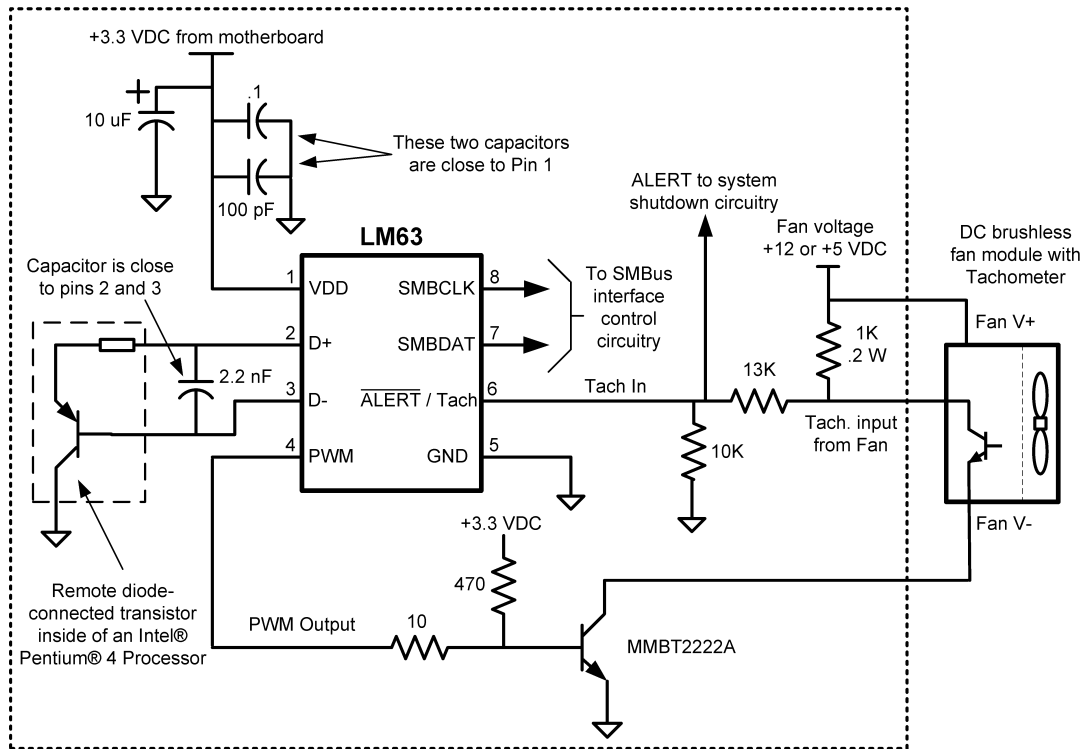 +3.3 VDC from motherboard
.1
10 uF
These two capacitors
are close to Pin 1
100 pF
ALERT to system
shutdown circuitry
Fan voltage
+12 or +5 VDC
DC brushless
fan module with
Tachometer
LM63
Capacitor is close
to pins 2 and 3
1
VDD
SMBCLK
8
To SMBus
interface
control
circuitry
Fan V+
2
D+
SMBDAT
7
1K
.2 W
13K
2.2 nF
3
D-
ALERT / Tach
6
Tach In
Tach. input
from Fan
4
PWM
GND
5
10K
Fan V-
+3.3 VDC
470
Remote diode-
connected transistor
inside of an Intel®
Pentium® 4 Processor
PWM Output
10
MMBT2222A